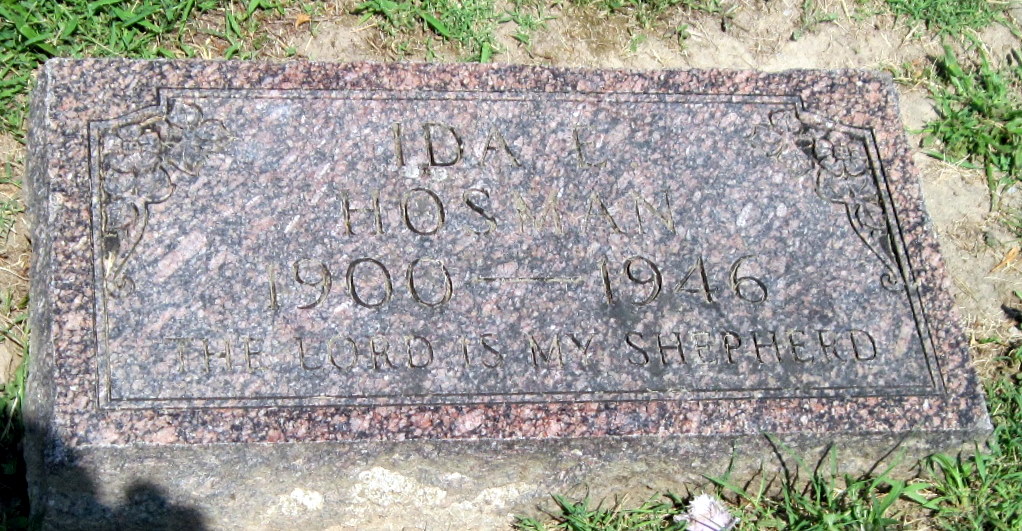 IDA L
HOSMAN
1900 — 1946
THE LORD IS MY SHEPHERD